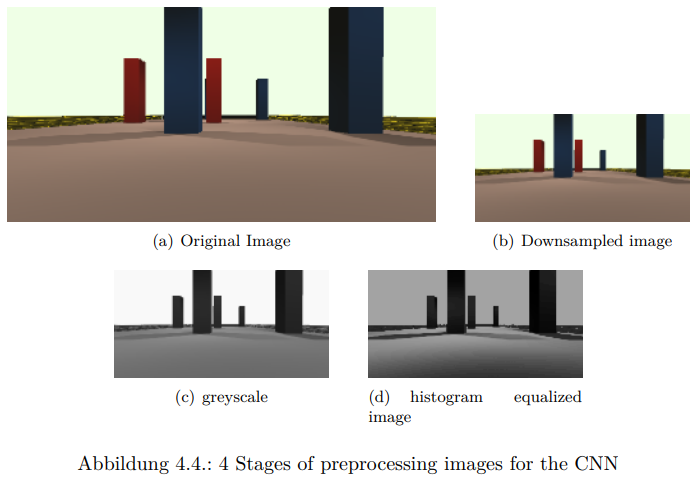 (a) Original Image
(b) Downsampled image
(c) greyscale
(d) histogram equalized
image
Abbildung 4.4.: 4 Stages of preprocessing images for the CNN